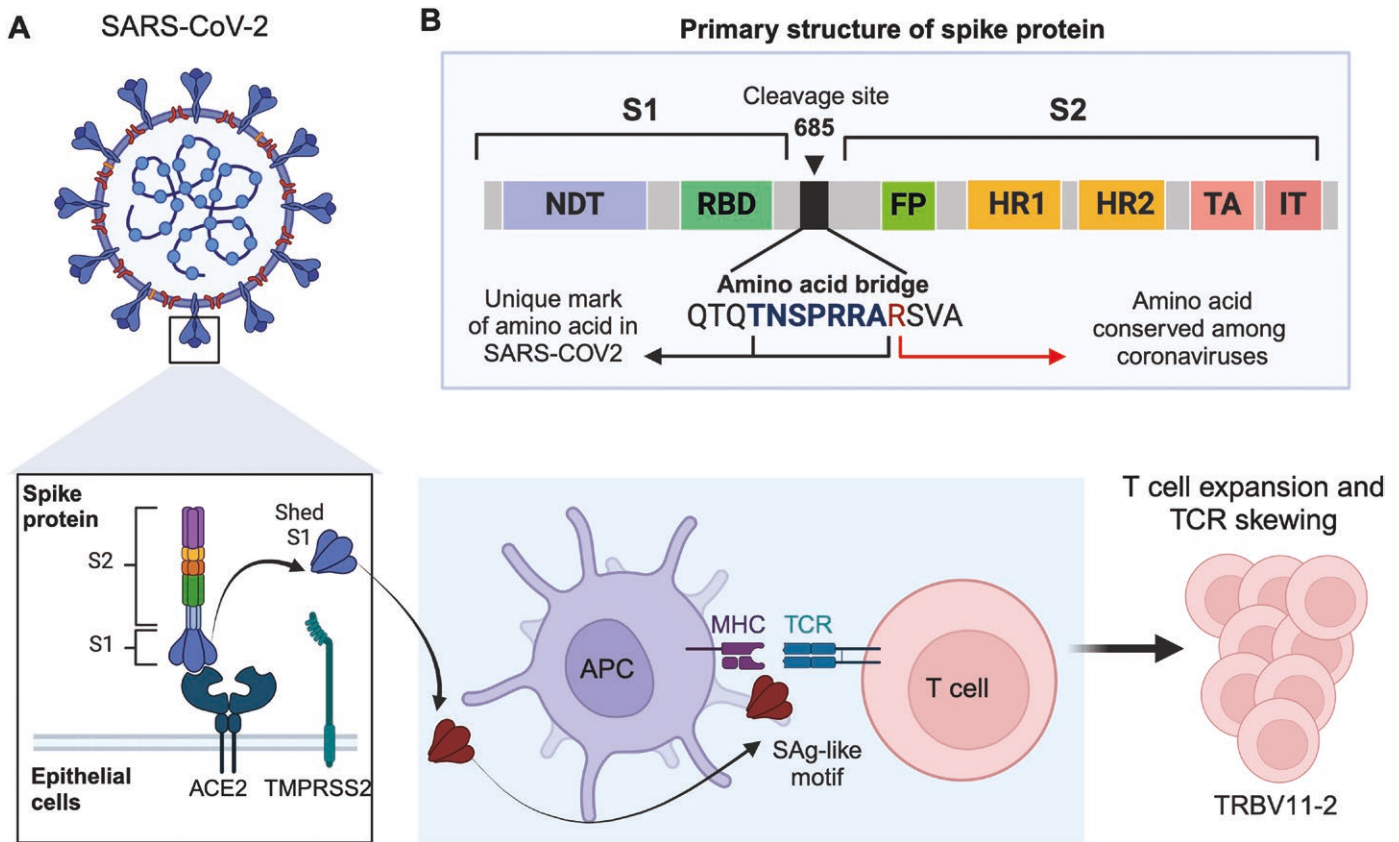 A
SARS-CoV-2
B
Primary structure of spike protein
S1
Cleavage site
685
S2
NDT
RBD
FP
HR1
HR2
TA
IT
Amino acid bridge
QTQTNSPRRARSVA
Unique mark
of amino acid in
SARS-COV2
Amino acid
conserved among
coronaviruses
Spike
protein
S2
S1
Shed
S1
Epithelial
cells
ACE2
TMPRSS2
APC
MHC
TCR
SAg-like
motif
T cell
T cell expansion and
TCR skewing
TRBV11-2